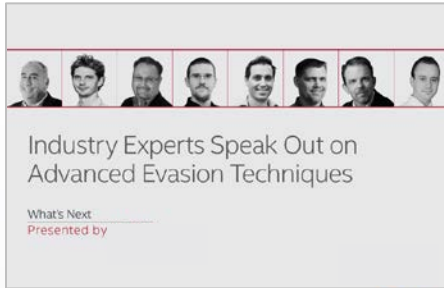 Industry Experts Speak Out on
Advanced Evasion Techniques
What's Next
Presented by